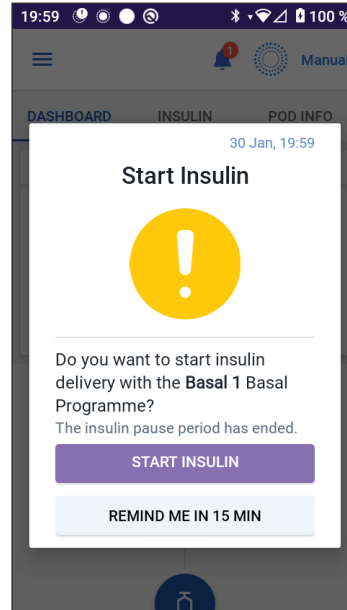 19:59
100 %
1
Manual
DASHBOARD INSULIN POD INFO
30 Jan, 19:59
Start Insulin
Do you want to start insulin
delivery with the Basal 1 Basal
Programme?
The insulin pause period has ended.
START INSULIN
REMIND ME IN 15 MIN